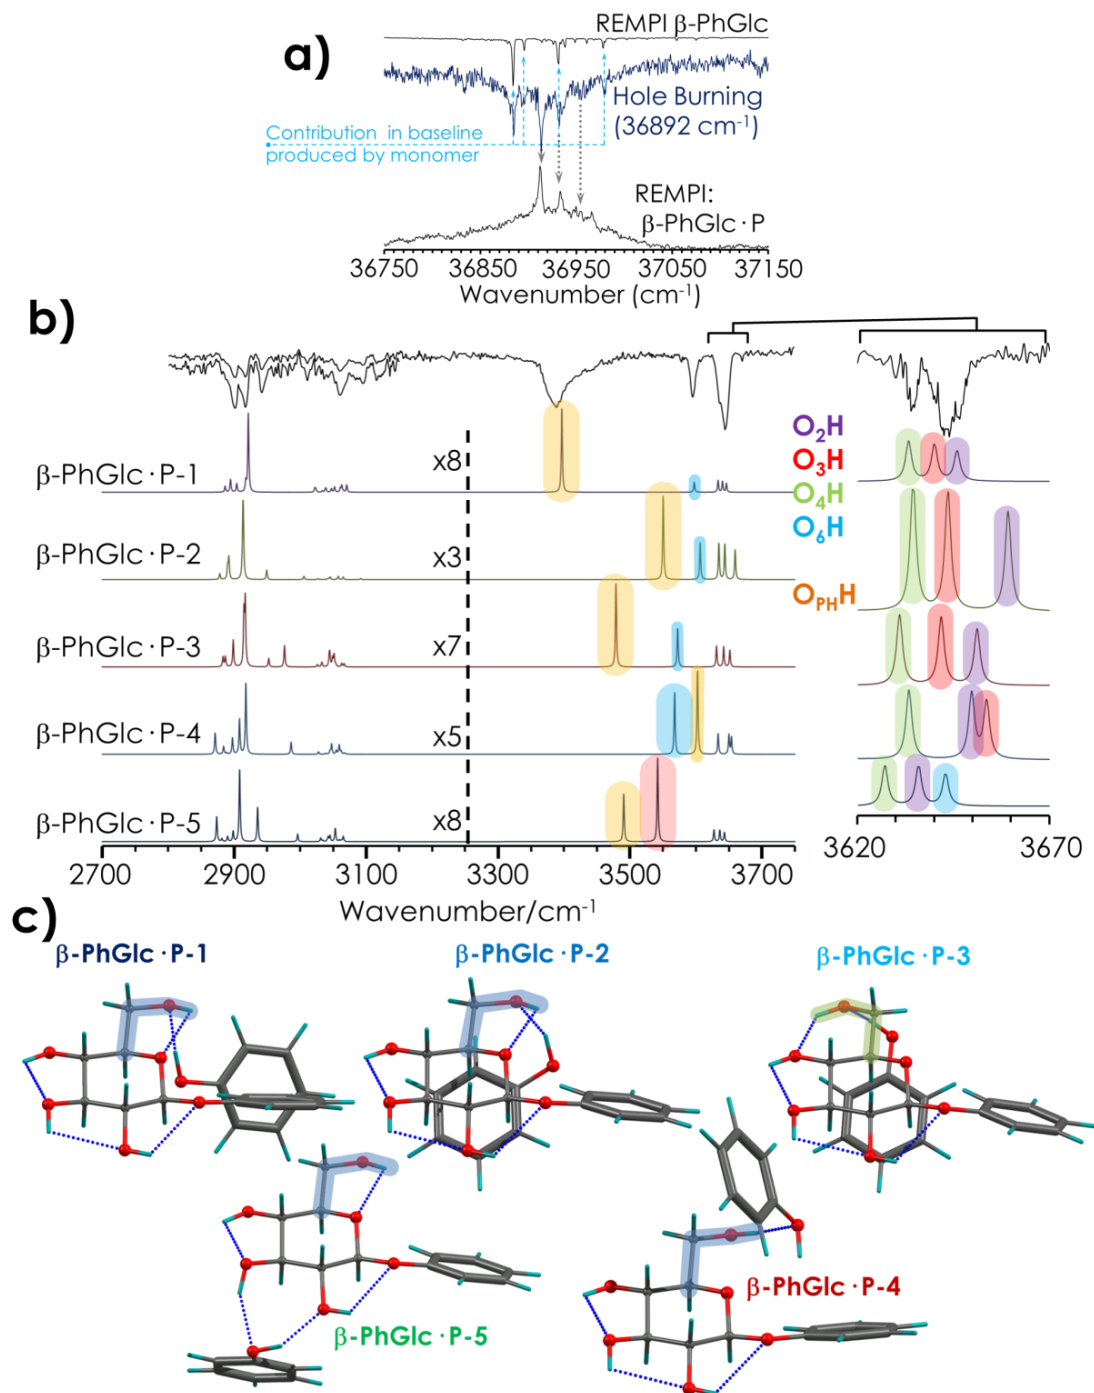 REMPI β-PhGlc
a)
Hole Burning
(36892 cm⁻¹)
Contribution in baseline
produced by monomer
REMPI:
β-PhGlc·P
36750 36850 36950 37050 37150
Wavenumber (cm⁻¹)
b)
O₂H
O₃H
O₄H
O₆H
O_PHH
β-PhGlc·P-1 x8
β-PhGlc·P-2 x3
β-PhGlc·P-3 x7
β-PhGlc·P-4 x5
β-PhGlc·P-5 x8
2700 2900 3100 3300 3500 3700
3620 3670
Wavenumber/cm⁻¹
c)
β-PhGlc·P-1
β-PhGlc·P-2
β-PhGlc·P-3
β-PhGlc·P-4
β-PhGlc·P-5